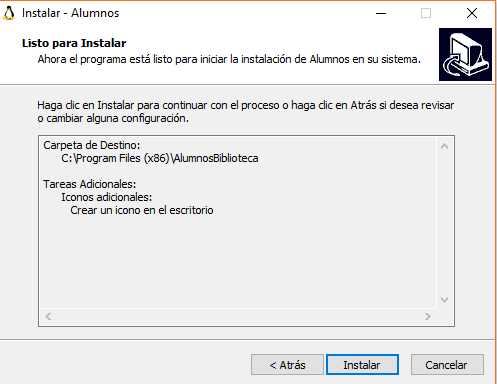 Instalar - Alumnos
Listo para Instalar
Ahora el programa está listo para iniciar la instalación de Alumnos en su sistema.
Haga clic en Instalar para continuar con el proceso o haga clic en Atrás si desea revisar
o cambiar alguna configuración.
Carpeta de Destino:
C:\Program Files (x86)\AlumnosBiblioteca
Tareas Adicionales:
Iconos adicionales:
Crear un icono en el escritorio
< Atrás
Instalar
Cancelar